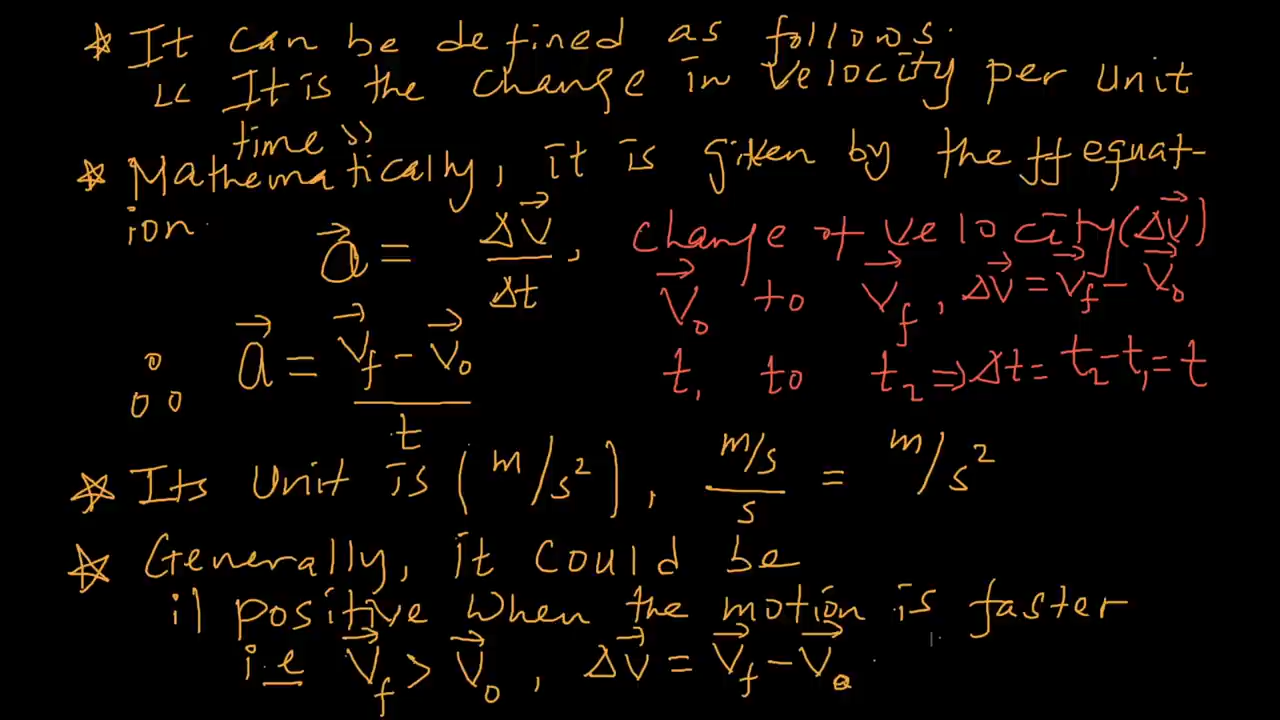 ☆ It can be defined as follows.
<< It is the change in velocity per unit
time >>
☆ Mathematically, it is given by the ff equat-
ion.
a⃗ = ΔV⃗/Δt, change of velocity (ΔV⃗)
V⃗₀ to V⃗f, ΔV⃗ = V⃗f - V⃗₀
∴ a⃗ = (V⃗f - V⃗₀)/t
t₁ to t₂ ⇒ Δt = t₂ - t₁ = t
☆ Its Unit is (m/s²), (m/s)/s = m/s²
☆ Generally, it could be
i) positive when the motion is faster
i.e V⃗f > V⃗₀, ΔV⃗ = V⃗f - V⃗₀